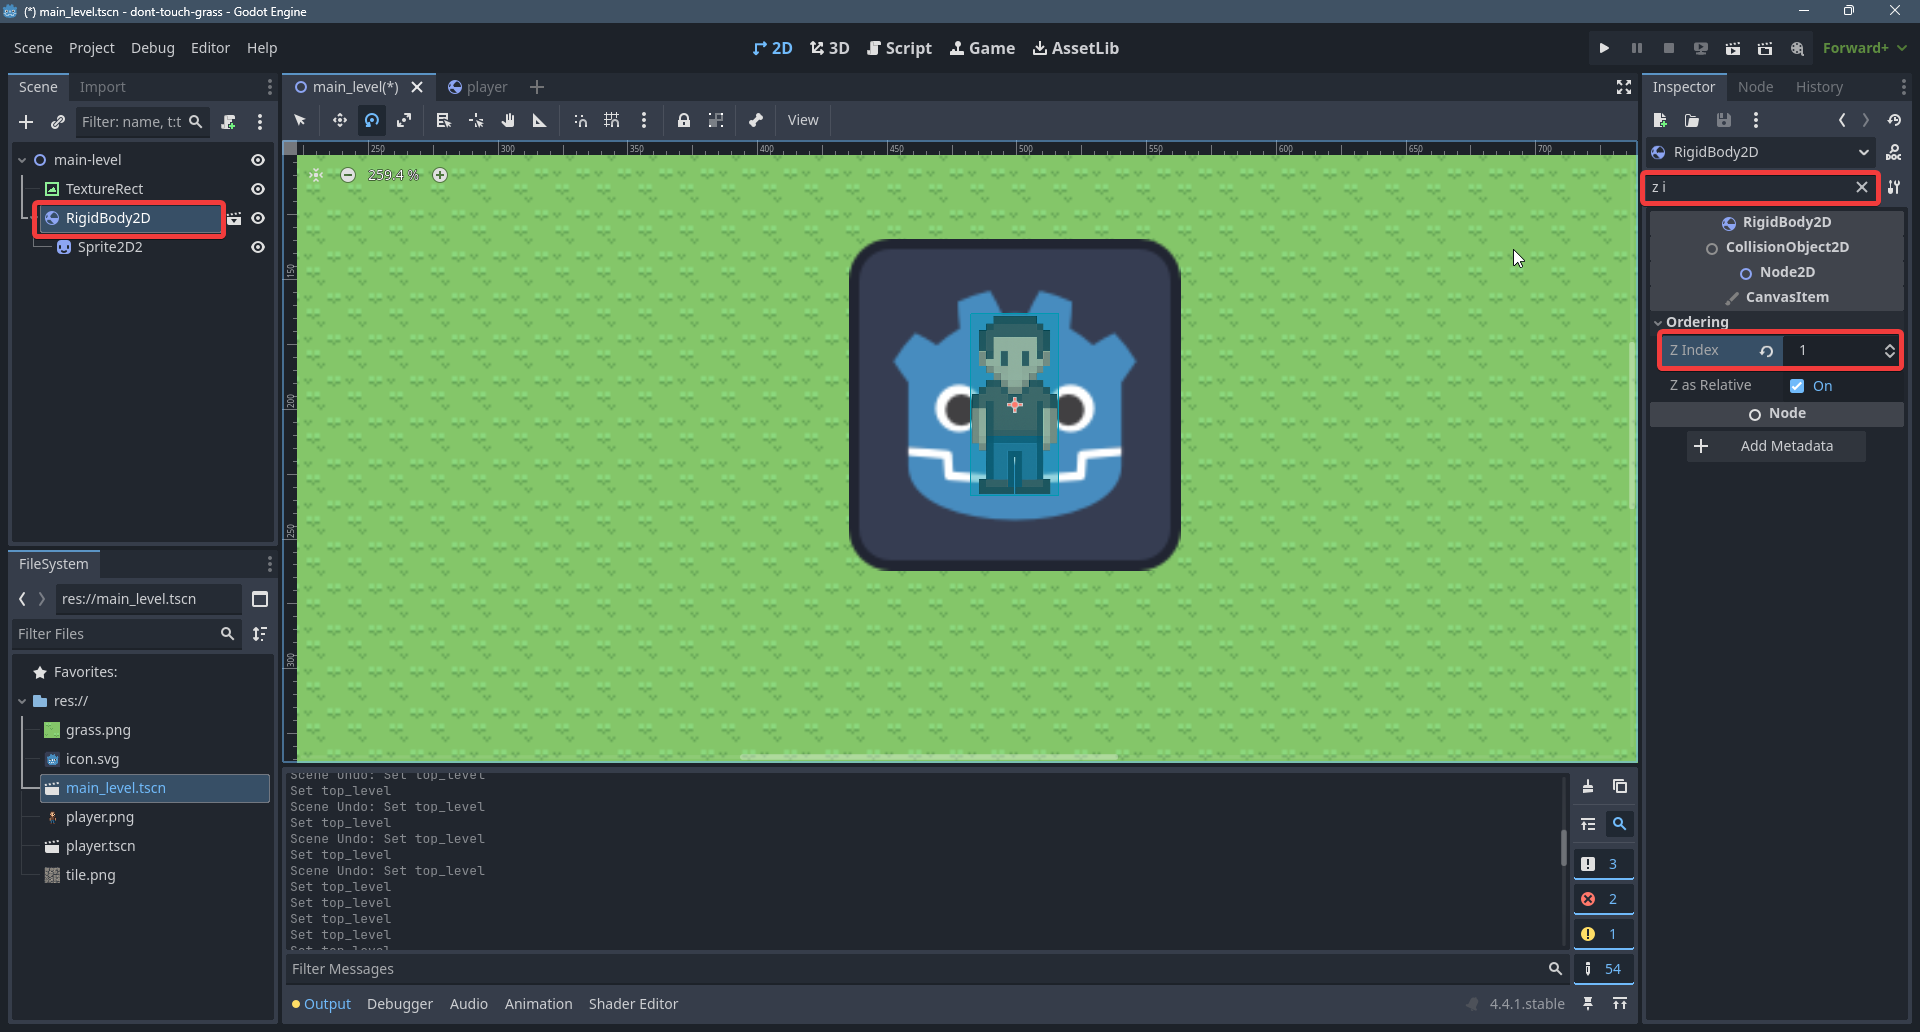 (*) main_level.tscn - dont-touch-grass - Godot Engine
Scene Project Debug Editor Help
2D 3D Script Game AssetLib
Forward+
Scene Import
Filter: name, t:t
main-level
TextureRect
RigidBody2D
Sprite2D2
FileSystem
res://main_level.tscn
Filter Files
Favorites:
res://
grass.png
icon.svg
main_level.tscn
player.png
player.tscn
tile.png
main_level(*) player
View
250 300 350 400 450 500 550 600 650 700
259.4 %
150
200
250
300
Scene Undo: Set top_level
Set top_level
Scene Undo: Set top_level
Set top_level
Scene Undo: Set top_level
Set top_level
Scene Undo: Set top_level
Set top_level
Set top_level
Set top_level
Set top_level
Set top_level
3
2
1
54
Filter Messages
Output Debugger Audio Animation Shader Editor
4.4.1.stable
Inspector Node History
RigidBody2D
z i
RigidBody2D
CollisionObject2D
Node2D
CanvasItem
Ordering
Z Index 1
Z as Relative On
Node
Add Metadata